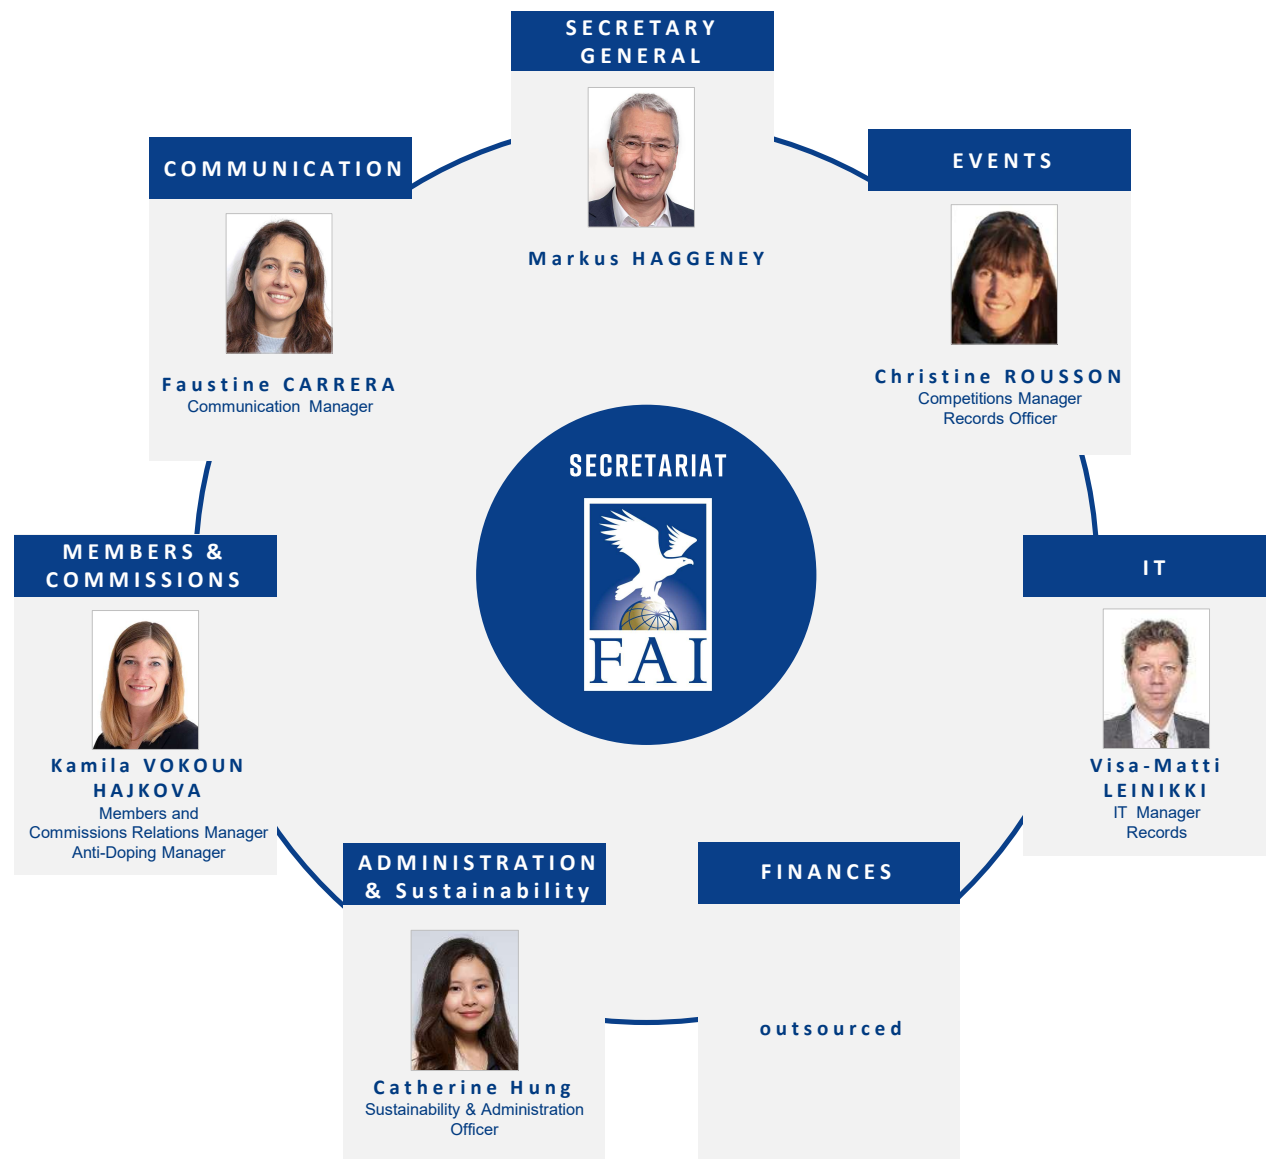 SECRETARY
GENERAL
Markus HAGGENEY
COMMUNICATION
Faustine CARRERA
Communication Manager
EVENTS
Christine ROUSSON
Competitions Manager
Records Officer
SECRETARIAT
FAI
MEMBERS &
COMMISSIONS
Kamila VOKOUN
HAJKOVA
Members and
Commissions Relations Manager
Anti-Doping Manager
IT
Visa-Matti
LEINIKKI
IT Manager
Records
ADMINISTRATION
& Sustainability
Catherine Hung
Sustainability & Administration
Officer
FINANCES
outsourced